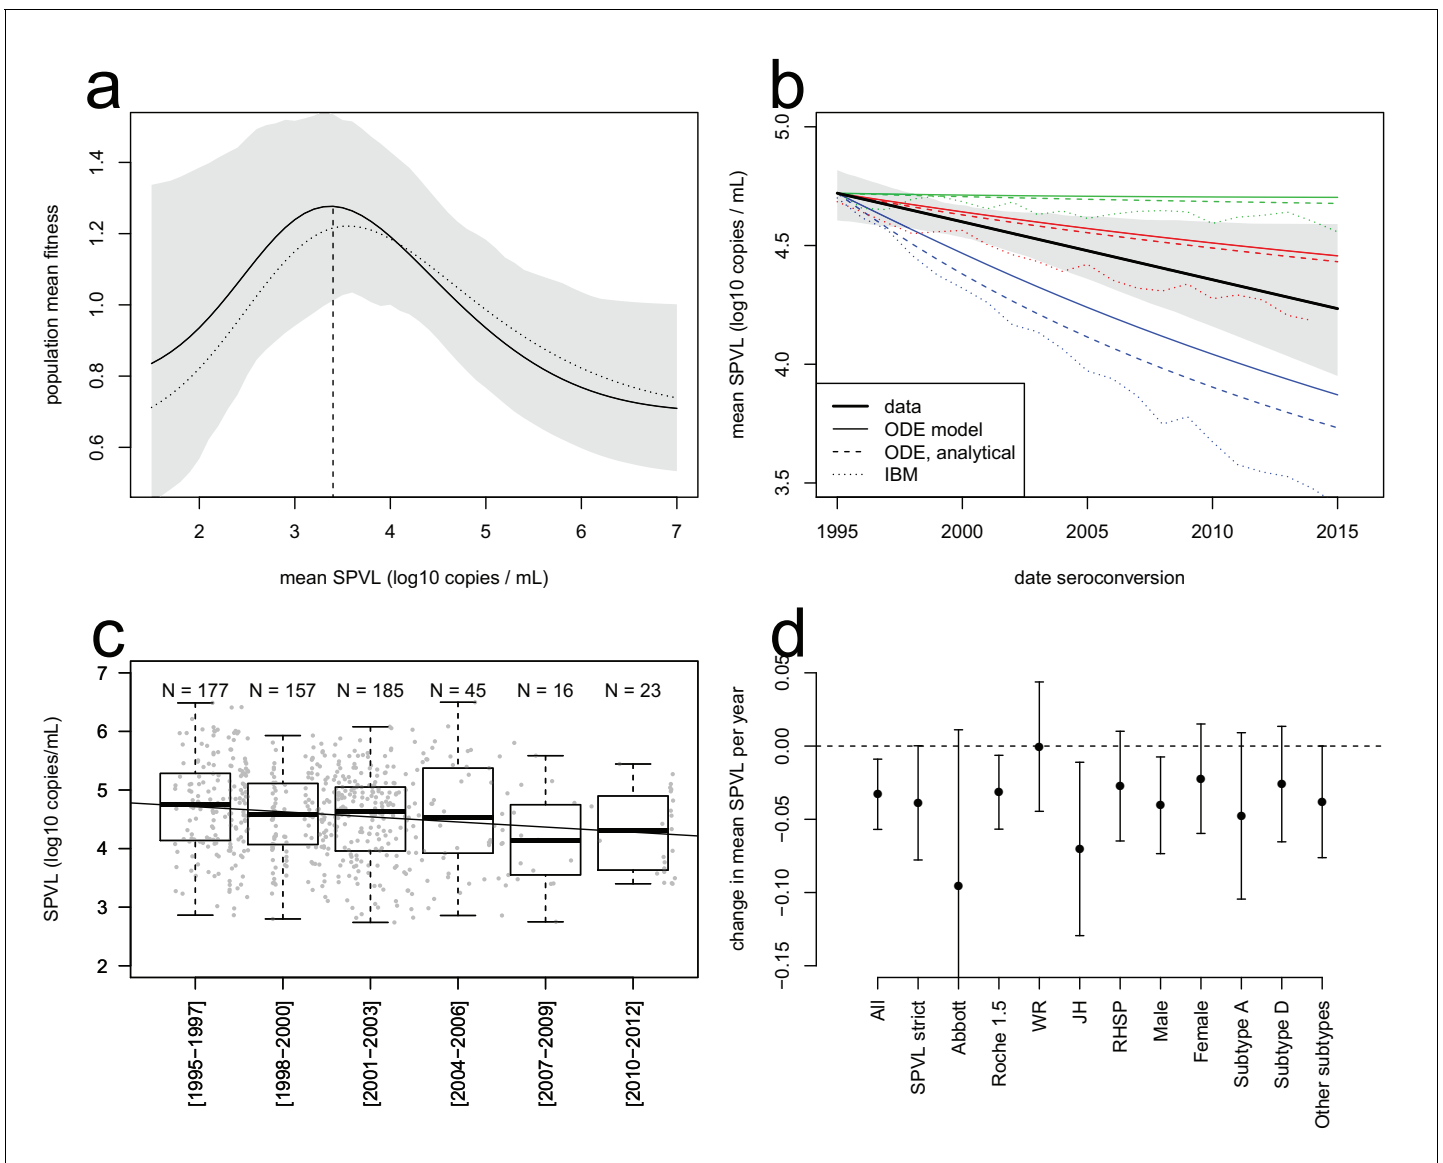 a
population mean fitness
0.6
0.8
1.0
1.2
1.4
2 3 4 5 6 7
mean SPVL (log10 copies / mL)
b
mean SPVL (log10 copies / mL)
3.5
4.0
4.5
5.0
data
ODE model
ODE, analytical
IBM
1995 2000 2005 2010 2015
date seroconversion
c
SPVL (log10 copies/mL)
2
3
4
5
6
7
N = 177 N = 157 N = 185 N = 45 N = 16 N = 23
[1995−1997]
[1998−2000]
[2001−2003]
[2004−2006]
[2007−2009]
[2010−2012]
d
change in mean SPVL per year
−0.15
−0.10
−0.05
0.00
0.05
All
SPVL strict
Abbott
Roche 1.5
WR
JH
RHSP
Male
Female
Subtype A
Subtype D
Other subtypes